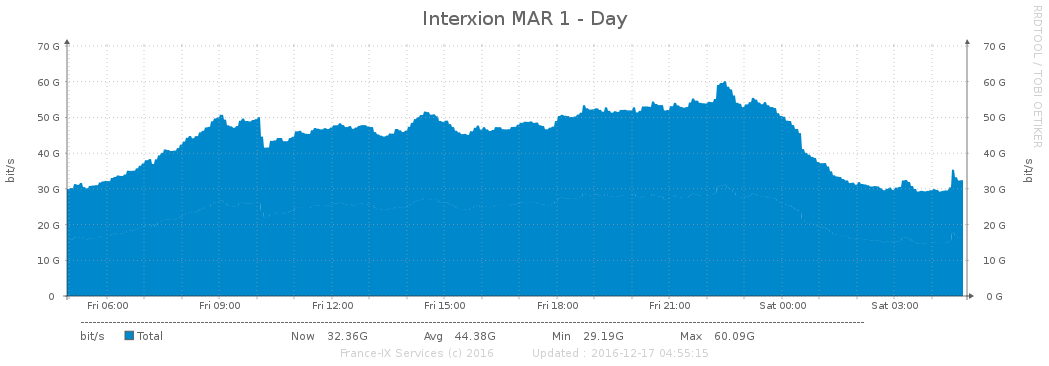 Interxion MAR 1 - Day
RRDTOOL / TOBI OETIKER
bit/s
70 G
60 G
50 G
40 G
30 G
20 G
10 G
0
70 G
60 G
50 G
40 G
30 G
20 G
10 G
0 G
bit/s
Fri 06:00 Fri 09:00 Fri 12:00 Fri 15:00 Fri 18:00 Fri 21:00 Sat 00:00 Sat 03:00
bit/s Total Now 32.36G Avg 44.38G Min 29.19G Max 60.09G
France-IX Services (c) 2016 Updated : 2016-12-17 04:55:15